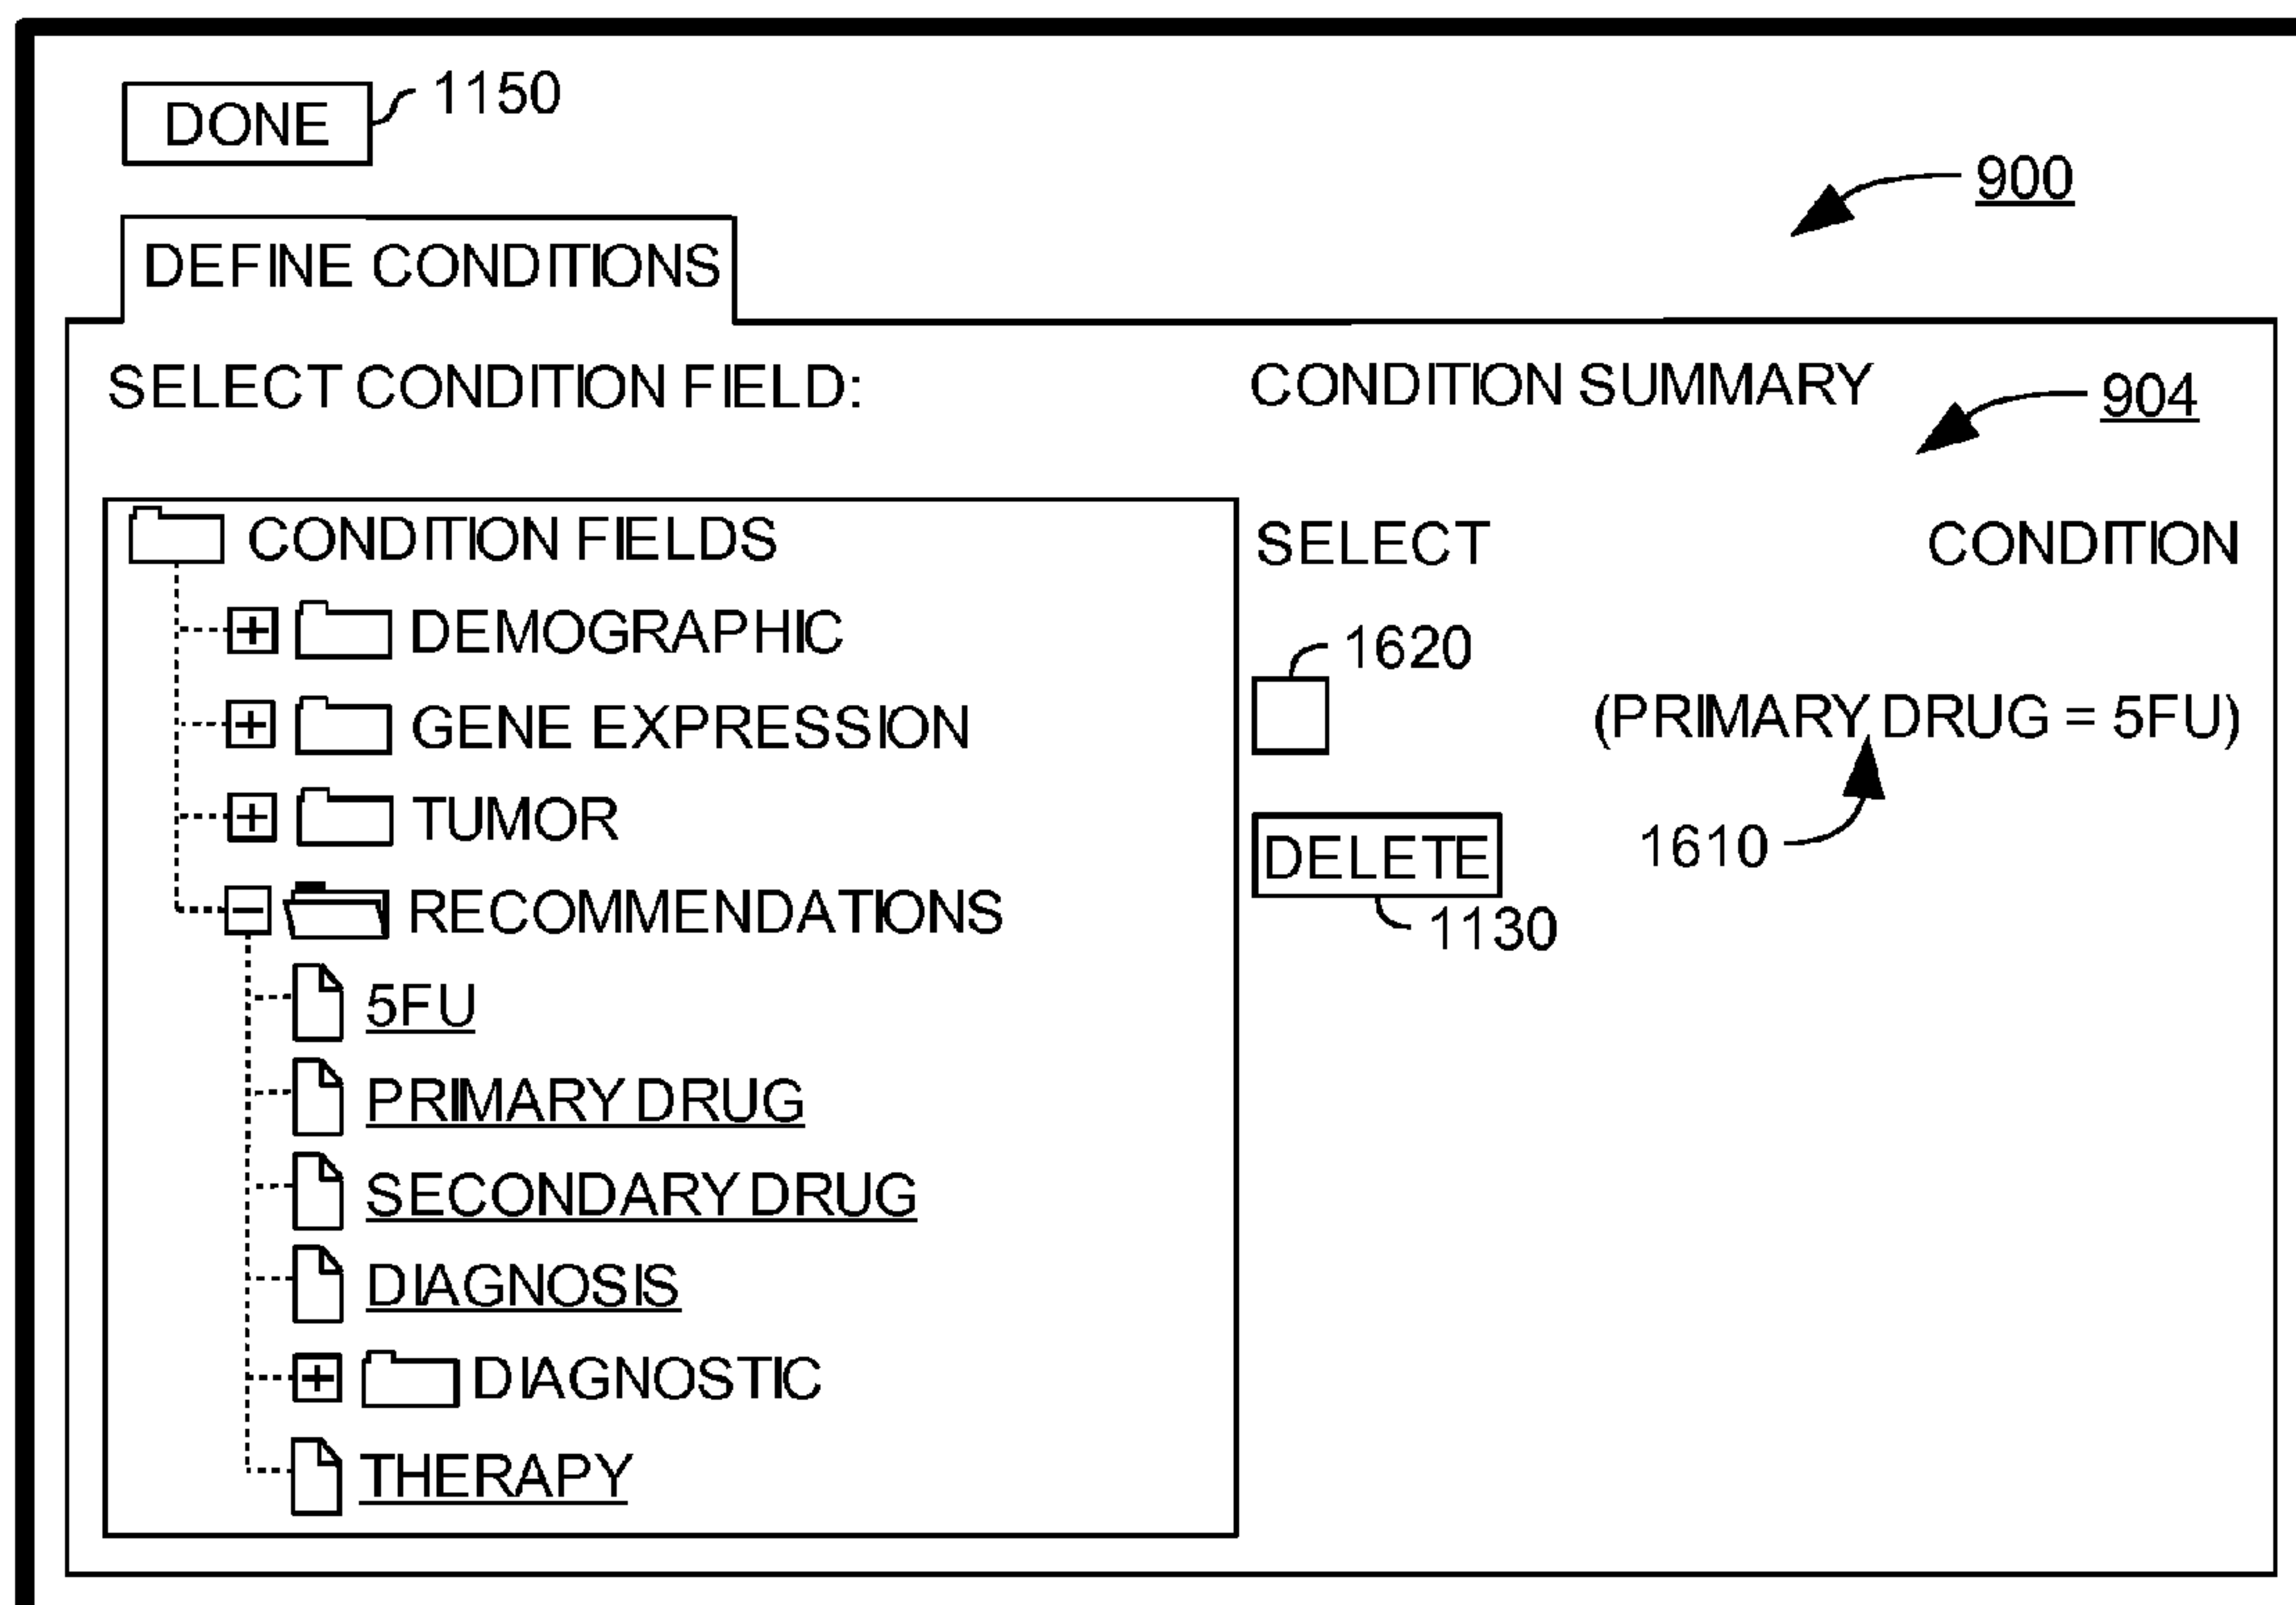 DONE 1150
900
DEFINE CONDITIONS
SELECT CONDITION FIELD:
CONDITION SUMMARY
904
CONDITION FIELDS
DEMOGRAPHIC
GENE EXPRESSION
TUMOR
RECOMMENDATIONS
5FU
PRIMARY DRUG
SECONDARY DRUG
DIAGNOSIS
DIAGNOSTIC
THERAPY
SELECT CONDITION
1620
(PRIMARY DRUG = 5FU)
1610
DELETE
1130